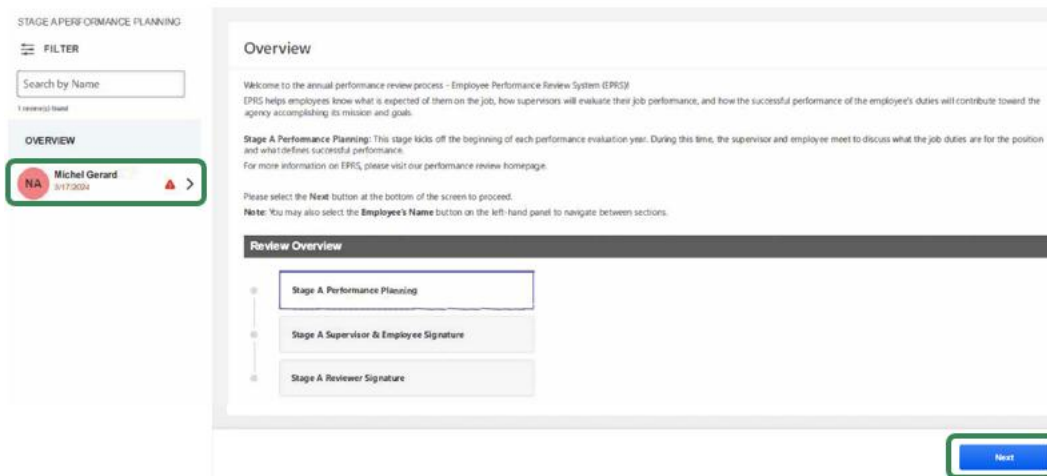 STAGE A PERFORMANCE PLANNING
FILTER
Search by Name
1 review(s) found
OVERVIEW
NA
Michel Gerard
3/17/2024
Overview
Welcome to the annual performance review process - Employee Performance Review System (EPRS)!
EPRS helps employees know what is expected of them on the job, how supervisors will evaluate their job performance, and how the successful performance of the employee's duties will contribute toward the
agency accomplishing its mission and goals.
Stage A Performance Planning: This stage kicks off the beginning of each performance evaluation year. During this time, the supervisor and employee meet to discuss what the job duties are for the position
and what defines successful performance.
For more information on EPRS, please visit our performance review homepage.
Please select the Next button at the bottom of the screen to proceed.
Note: You may also select the Employee's Name button on the left-hand panel to navigate between sections.
Review Overview
Stage A Performance Planning
Stage A Supervisor & Employee Signature
Stage A Reviewer Signature
Next